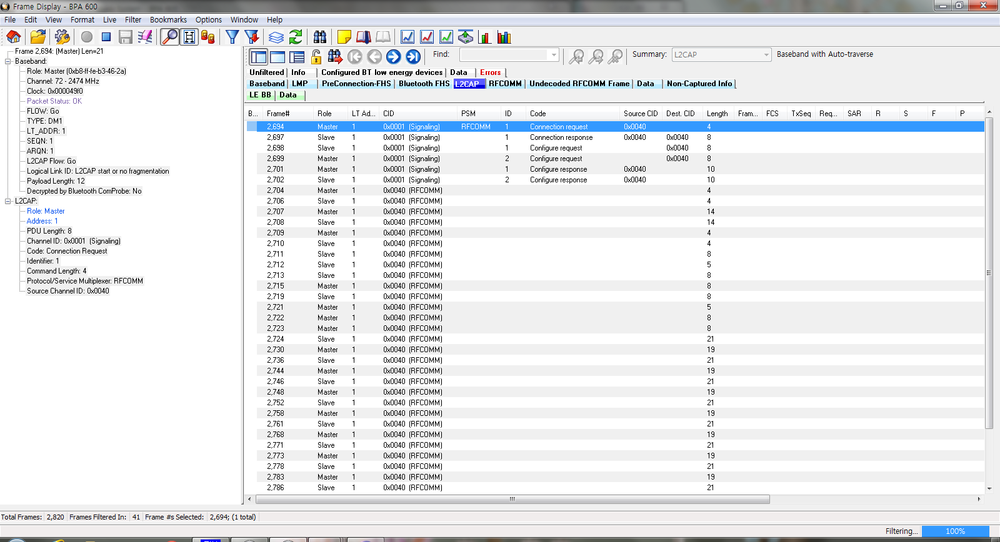 Frame Display - BPA 600
File Edit View Format Live Filter Bookmarks Options Window Help
Find: Summary: L2CAP Baseband with Auto-traverse
Frame 2,694: (Master) Len=21
Baseband:
Role: Master (0xb8-ff-fe-b3-46-2a)
Channel: 72 - 2474 MHz
Clock: 0x000049f0
Packet Status: OK
FLOW: Go
TYPE: DM1
LT_ADDR: 1
SEQN: 1
ARQN: 1
L2CAP Flow: Go
Logical Link ID: L2CAP start or no fragmentation
Payload Length: 12
Decrypted by Bluetooth ComProbe: No
L2CAP:
Role: Master
Address: 1
PDU Length: 8
Channel ID: 0x0001 (Signaling)
Code: Connection Request
Identifier: 1
Command Length: 4
Protocol/Service Multiplexer: RFCOMM
Source Channel ID: 0x0040
Unfiltered Info Configured BT low energy devices Data Errors
Baseband LMP PreConnection-FHS Bluetooth FHS L2CAP RFCOMM Undecoded RFCOMM Frame Data Non-Captured Info
LE BB Data
B... Frame# Role LT Ad... CID PSM ID Code Source CID Dest. CID Length Fram... FCS TxSeq Req... SAR R S F P
2,694 Master 1 0x0001 (Signaling) RFCOMM 1 Connection request 0x0040 4
2,697 Slave 1 0x0001 (Signaling) 1 Connection response 0x0040 0x0040 8
2,698 Slave 1 0x0001 (Signaling) 1 Configure request 0x0040 8
2,699 Master 1 0x0001 (Signaling) 2 Configure request 0x0040 8
2,701 Master 1 0x0001 (Signaling) 1 Configure response 0x0040 10
2,702 Slave 1 0x0001 (Signaling) 2 Configure response 0x0040 10
2,704 Master 1 0x0040 (RFCOMM) 4
2,706 Slave 1 0x0040 (RFCOMM) 4
2,707 Master 1 0x0040 (RFCOMM) 14
2,708 Slave 1 0x0040 (RFCOMM) 14
2,709 Master 1 0x0040 (RFCOMM) 4
2,710 Slave 1 0x0040 (RFCOMM) 4
2,711 Slave 1 0x0040 (RFCOMM) 8
2,712 Slave 1 0x0040 (RFCOMM) 5
2,713 Slave 1 0x0040 (RFCOMM) 8
2,715 Master 1 0x0040 (RFCOMM) 8
2,719 Slave 1 0x0040 (RFCOMM) 8
2,721 Master 1 0x0040 (RFCOMM) 5
2,722 Master 1 0x0040 (RFCOMM) 8
2,723 Master 1 0x0040 (RFCOMM) 8
2,724 Slave 1 0x0040 (RFCOMM) 21
2,730 Master 1 0x0040 (RFCOMM) 19
2,736 Slave 1 0x0040 (RFCOMM) 21
2,744 Master 1 0x0040 (RFCOMM) 19
2,746 Slave 1 0x0040 (RFCOMM) 21
2,748 Master 1 0x0040 (RFCOMM) 19
2,752 Slave 1 0x0040 (RFCOMM) 21
2,758 Master 1 0x0040 (RFCOMM) 19
2,761 Slave 1 0x0040 (RFCOMM) 21
2,768 Master 1 0x0040 (RFCOMM) 19
2,771 Slave 1 0x0040 (RFCOMM) 21
2,773 Master 1 0x0040 (RFCOMM) 19
2,778 Slave 1 0x0040 (RFCOMM) 21
2,783 Master 1 0x0040 (RFCOMM) 19
2,786 Slave 1 0x0040 (RFCOMM) 21
Total Frames: 2,820 Frames Filtered In: 41 Frame #s Selected: 2,694; (1 total)
Filtering... 100%